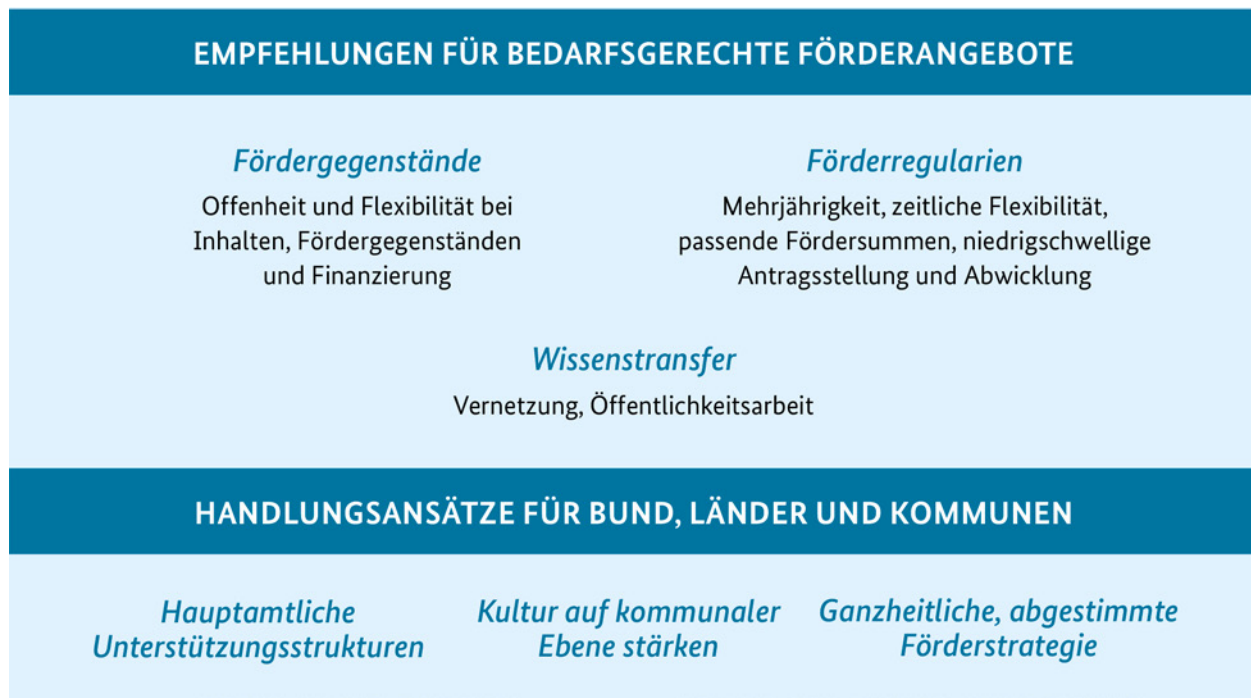 EMPFEHLUNGEN FÜR BEDARFSGERECHTE FÖRDERANGEBOTE
Fördergegenstände
Offenheit und Flexibilität bei
Inhalten, Fördergegenständen
und Finanzierung
Förderregularien
Mehrjährigkeit, zeitliche Flexibilität,
passende Fördersummen, niedrigschwellige
Antragsstellung und Abwicklung
Wissenstransfer
Vernetzung, Öffentlichkeitsarbeit
HANDLUNGSANSÄTZE FÜR BUND, LÄNDER UND KOMMUNEN
Hauptamtliche
Unterstützungsstrukturen
Kultur auf kommunaler
Ebene stärken
Ganzheitliche, abgestimmte
Förderstrategie